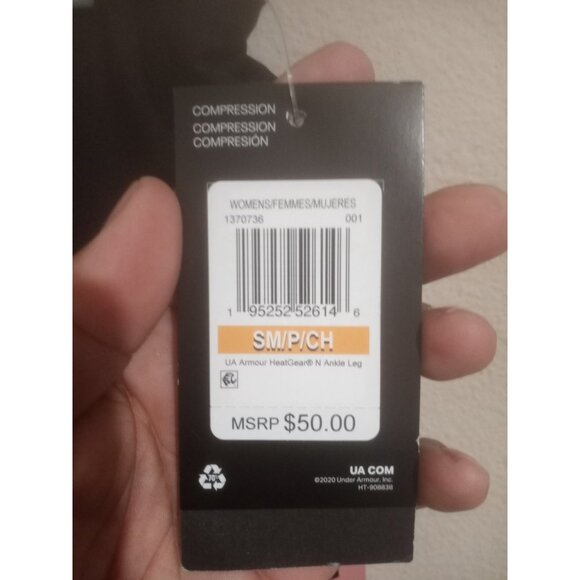 COMPRESSION
COMPRESSION
COMPRESIÓN
WOMENS/FEMMES/MUJERES
1370736 001
1 95252 52614 6
SM/P/CH
UA Armour HeatGear® N Ankle Leg
MSRP $50.00
UA COM
©2020 Under Armour, Inc.
HT-908838